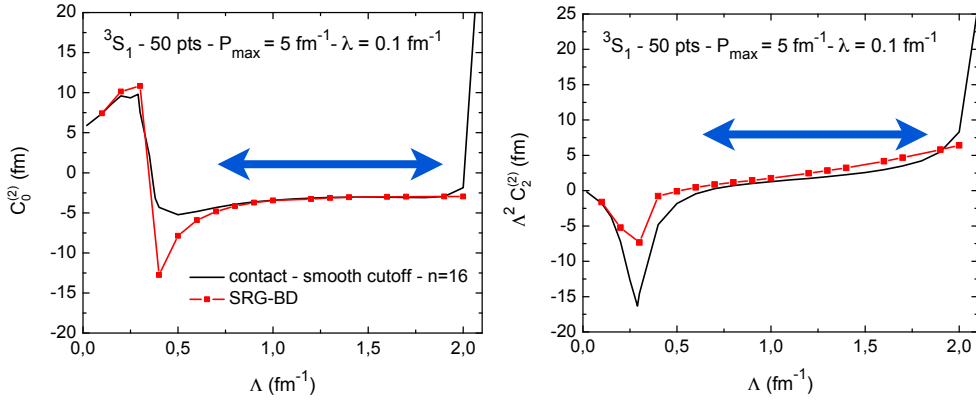 ³S₁ - 50 pts - P_max = 5 fm⁻¹- λ = 0.1 fm⁻¹
C₀⁽²⁾ (fm)
25
20
15
10
5
0
-5
-10
-15
-20
contact - smooth cutoff - n=16
SRG-BD
0,0 0,5 1,0 1,5 2,0
Λ (fm⁻¹)
³S₁ - 50 pts - P_max = 5 fm⁻¹- λ = 0.1 fm⁻¹
Λ² C₂⁽²⁾ (fm)
25
20
15
10
5
0
-5
-10
-15
-20
0,0 0,5 1,0 1,5 2,0
Λ (fm⁻¹)